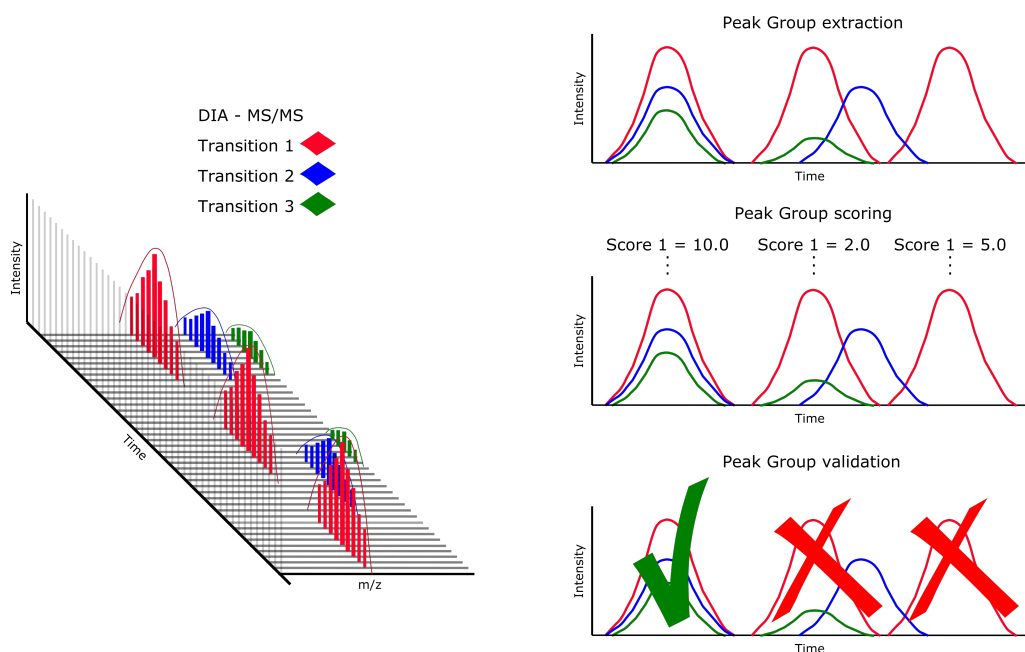 DIA - MS/MS
Transition 1
Transition 2
Transition 3
Intensity
Time
m/z
Peak Group extraction
Intensity
Time
Peak Group scoring
Score 1 = 10.0 Score 1 = 2.0 Score 1 = 5.0
Intensity
Time
Peak Group validation
Intensity
Time